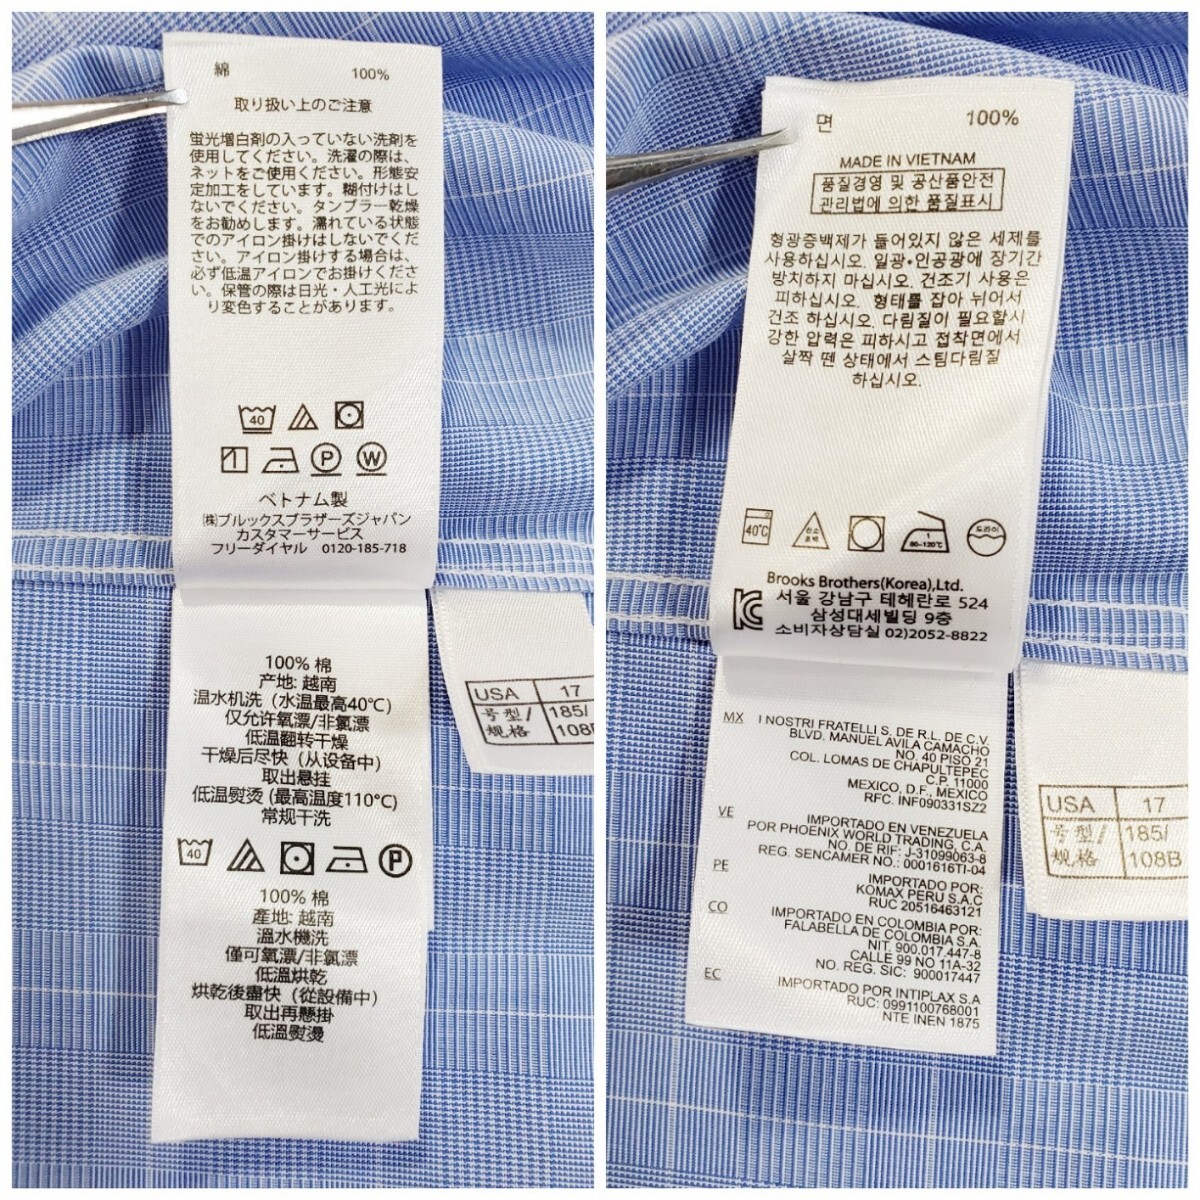 綿 100%
取り扱い上のご注意
蛍光増白剤の入っていない洗剤を
使用してください。洗濯の際は、
ネットをご使用ください。形態安
定加工をしています。糊付けはし
ないでください。タンブラー乾燥
をお勧めします。濡れている状態
でのアイロン掛けはしないでくだ
さい。アイロン掛けする場合は、
必ず低温アイロンでお掛けくださ
い。保管の際は日光・人工光によ
り変色することがあります。
40
P W
ベトナム製
㈱ブルックスブラザーズジャパン
カスタマーサービス
フリーダイヤル 0120-185-718
100% 棉
产地: 越南
温水机洗（水温最高40℃）
仅允许氧漂/非氯漂
低温翻转干燥
干燥后尽快（从设备中）
取出悬挂
低温熨烫 (最高温度110°C)
常规干洗
40 P
100% 棉
產地: 越南
溫水機洗
僅可氧漂/非氯漂
低溫烘乾
烘乾後盡快（從設備中）
取出再懸掛
低溫熨燙
USA 17
号型/ 185/
规格 108
면 100%
MADE IN VIETNAM
품질경영 및 공산품안전
관리법에 의한 품질표시
형광증백제가 들어있지 않은 세제를
사용하십시오. 일광•인공광에 장기간
방치하지 마십시오. 건조기 사용은
피하십시오. 형태를 잡아 뉘어서
건조 하십시오. 다림질이 필요할시
강한 압력은 피하시고 접착면에서
살짝 뗀 상태에서 스팀다림질
하십시오.
40℃ 산소 표백 1 80~120℃ 드라이
Brooks Brothers(Korea),Ltd.
서울 강남구 테헤란로 524
삼성대세빌딩 9층
소비자상담실 02)2052-8822
MX I NOSTRI FRATELLI S. DE R.L. DE C.V.
BLVD. MANUEL AVILA CAMACHO
NO. 40 PISO 21
COL. LOMAS DE CHAPULTEPEC
C.P. 11000
MEXICO, D.F., MEXICO
RFC. INF090331SZ2
VE IMPORTADO EN VENEZUELA
POR PHOENIX WORLD TRADING, C.A.
NO. DE RIF: J-31099063-8
REG. SENCAMER NO.: 0001616TI-04
PE IMPORTADO POR:
KOMAX PERU S.A.C
RUC 20516463121
CO IMPORTADO EN COLOMBIA POR:
FALABELLA DE COLOMBIA S.A.
NIT. 900.017.447-8
CALLE 99 NO 11A-32
NO. REG. SIC: 900017447
EC IMPORTADO POR INTIPLAX S.A
RUC: 0991100768001
NTE INEN 1875
USA 17
号型/ 185/
规格 108B